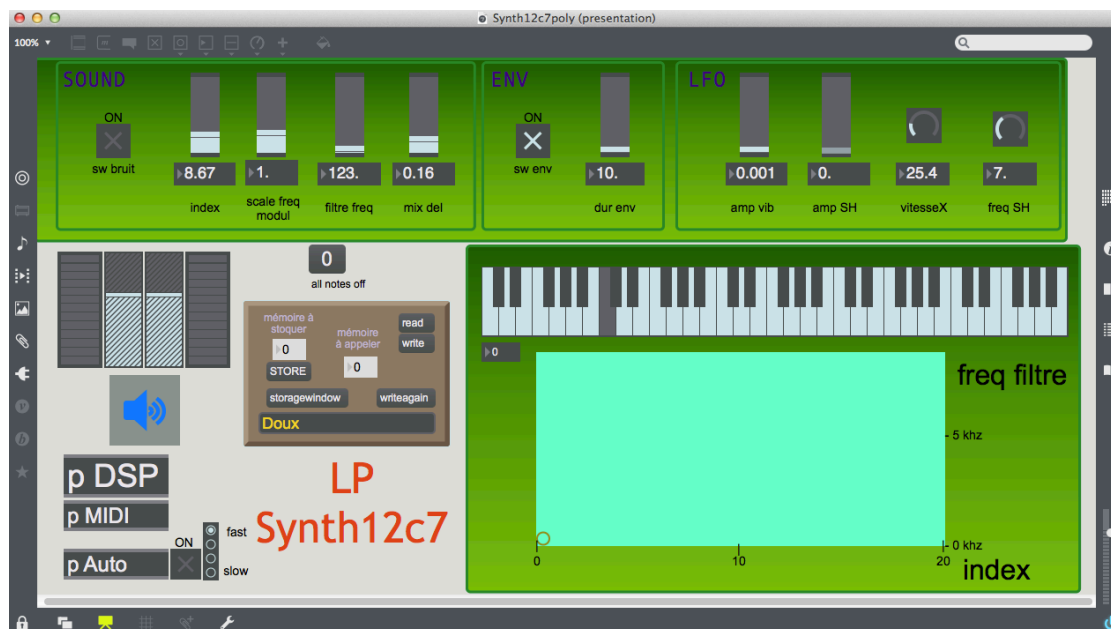 Synth12c7poly (presentation)
100%
SOUND
ENV
LFO
ON
ON
sw bruit
sw env
8.67
1.
123.
0.16
10.
0.001
0.
25.4
7.
index
scale freq
modul
filtre freq
mix del
dur env
amp vib
amp SH
vitesseX
freq SH
0
all notes off
mémoire à
stoquer
0
STORE
mémoire
à appeler
0
read
write
storagewindow
writeagain
Doux
0
freq filtre
5 khz
0 khz
0
10
20
index
p DSP
p MIDI
p Auto
ON
fast
slow
LP
Synth12c7